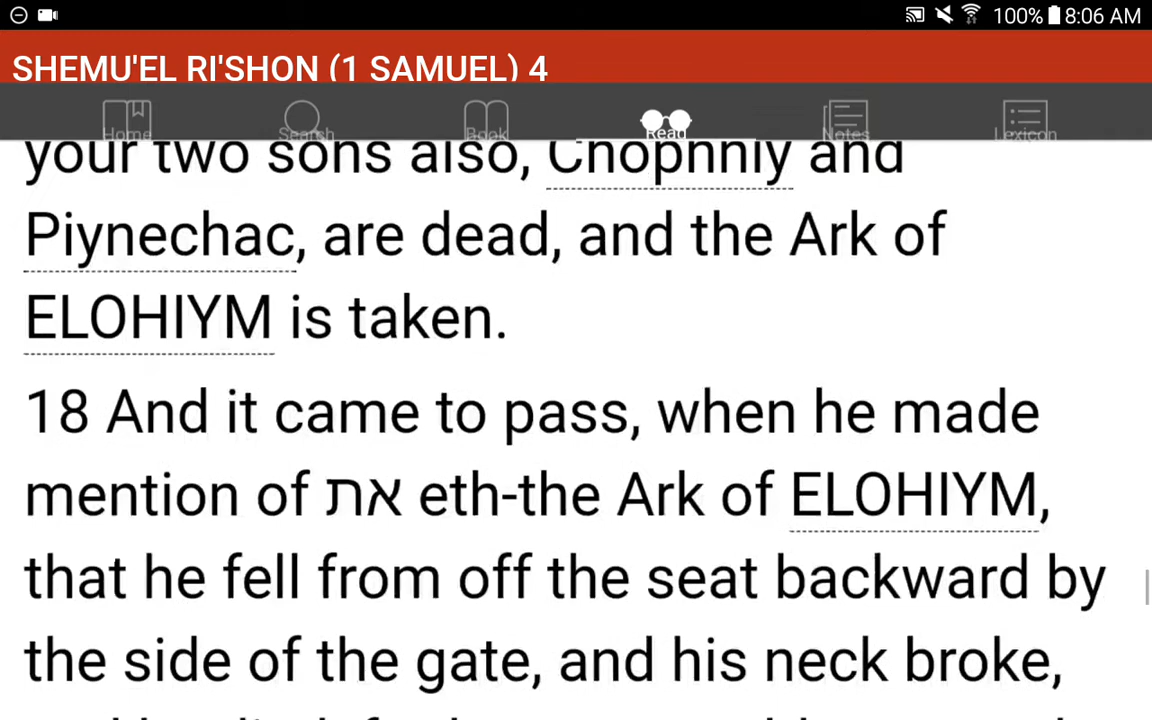 100% 8:06 AM
SHEMU'EL RI'SHON (1 SAMUEL) 4
Home Search Book Read Notes Lexicon
your two sons also, Chophniy and
Piynechac, are dead, and the Ark of
ELOHIYM is taken.
18 And it came to pass, when he made
mention of את eth-the Ark of ELOHIYM,
that he fell from off the seat backward by
the side of the gate, and his neck broke,